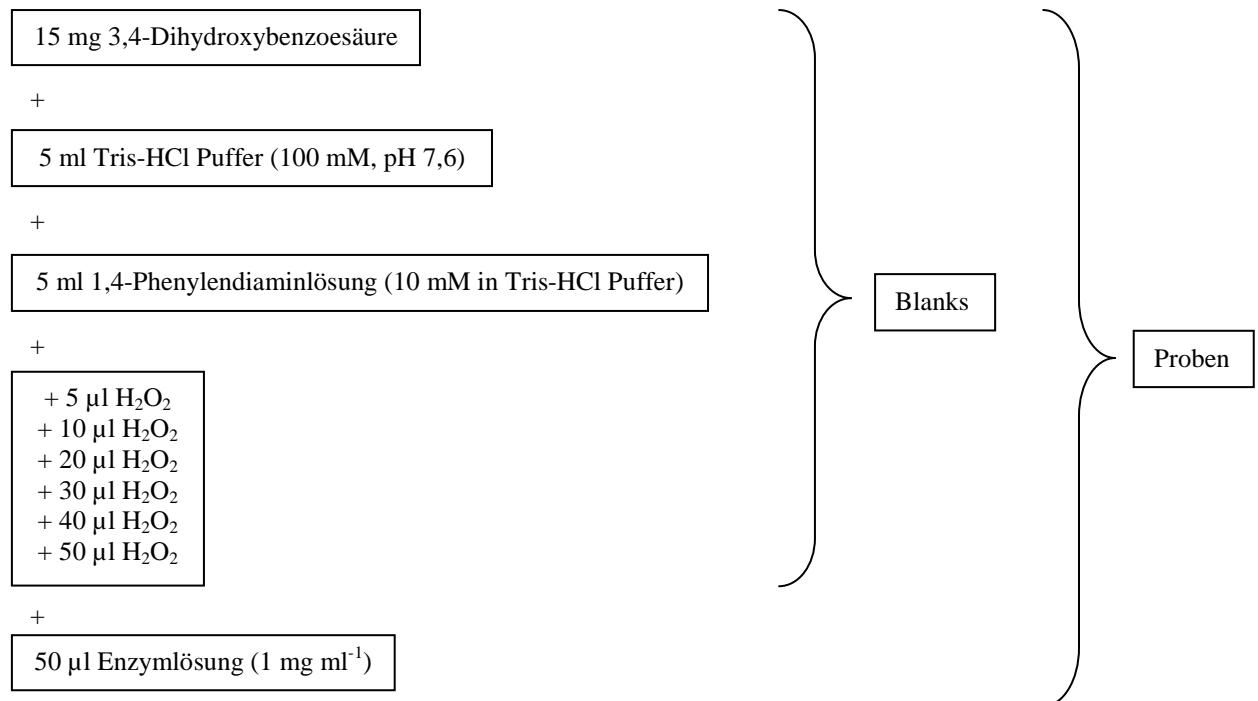 15 mg 3,4-Dihydroxybenzoesäure
+
5 ml Tris-HCl Puffer (100 mM, pH 7,6)
+
5 ml 1,4-Phenylendiaminlösung (10 mM in Tris-HCl Puffer)
+
+ 5 µl H₂O₂
+ 10 µl H₂O₂
+ 20 µl H₂O₂
+ 30 µl H₂O₂
+ 40 µl H₂O₂
+ 50 µl H₂O₂
+
50 µl Enzymlösung (1 mg ml⁻¹)
Blanks
Proben